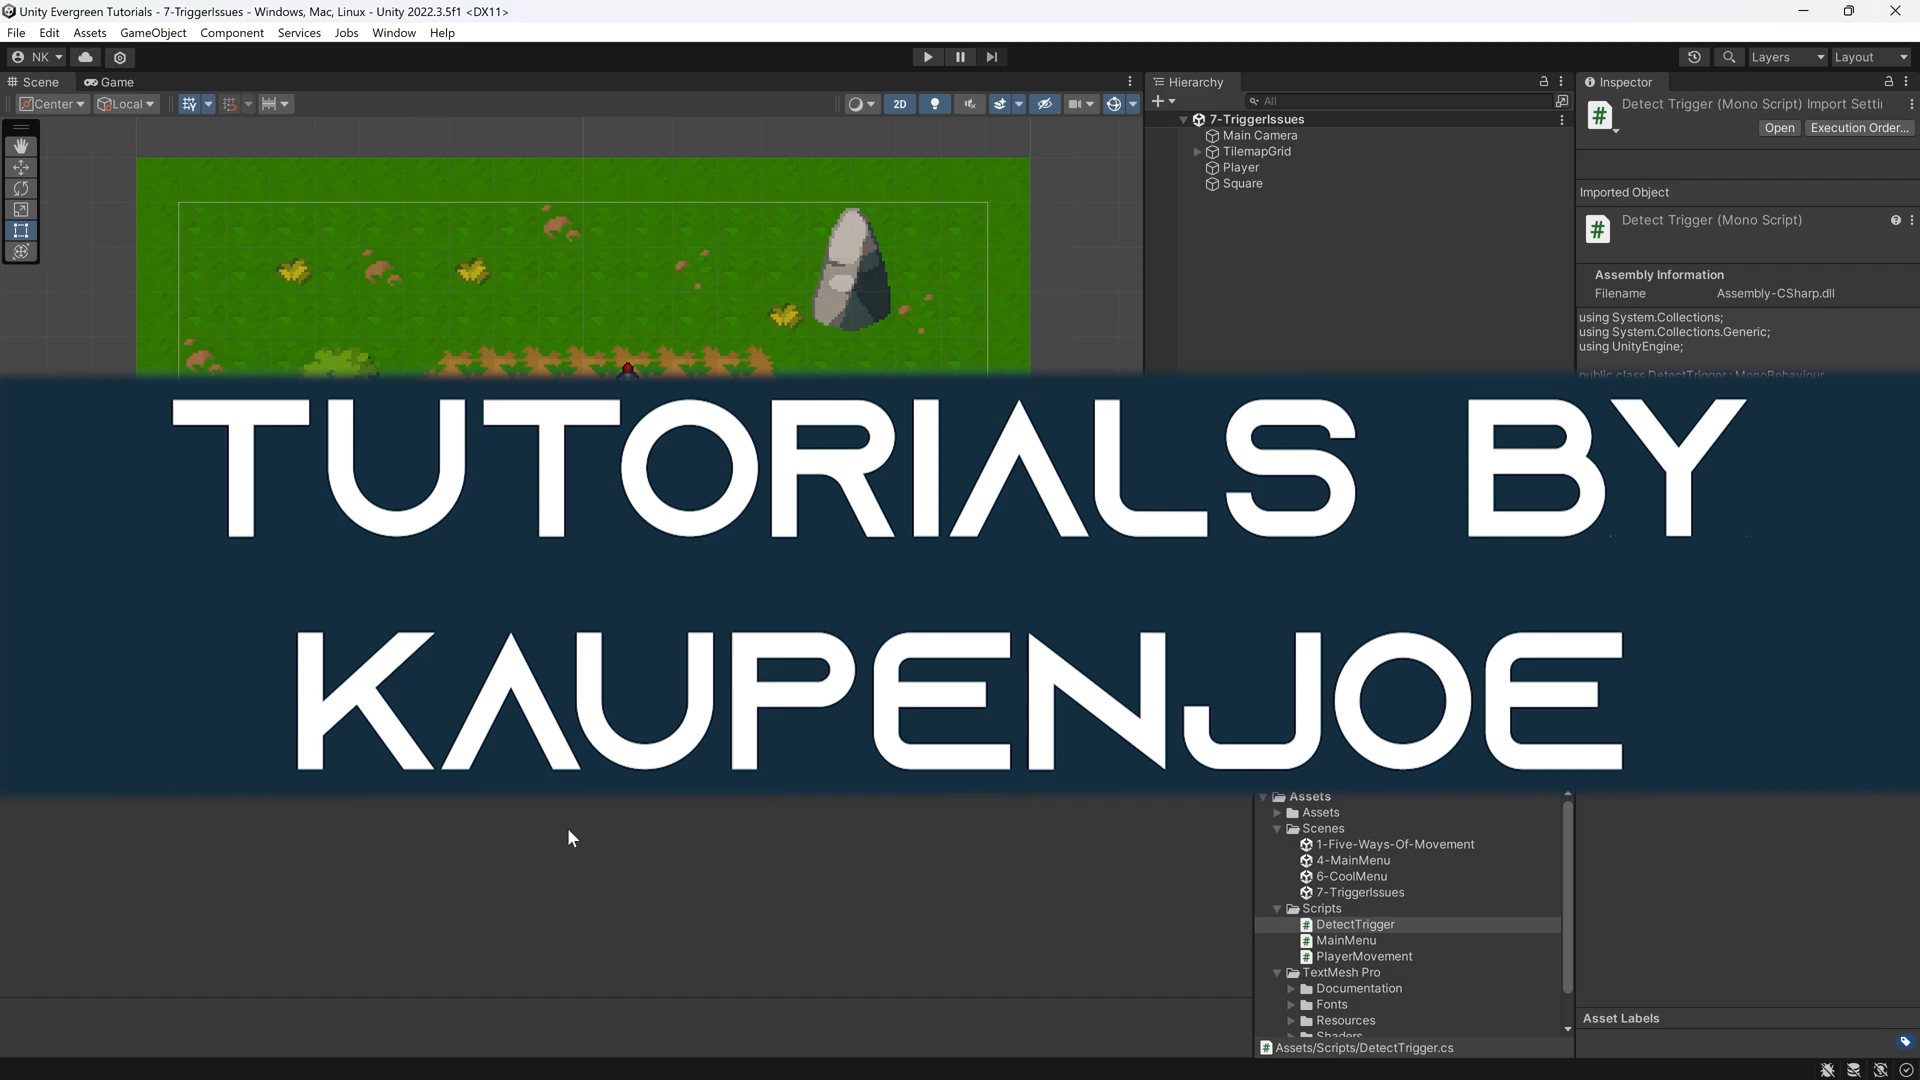 Unity Evergreen Tutorials - 7-TriggerIssues - Windows, Mac, Linux - Unity 2022.3.5f1 <DX11>
File Edit Assets GameObject Component Services Jobs Window Help
NK
Layers
Layout
Scene
Game
Center
Local
2D
Hierarchy
All
7-TriggerIssues
Main Camera
TilemapGrid
Player
Square
Inspector
Detect Trigger (Mono Script) Import Setti
Open
Execution Order...
Imported Object
Detect Trigger (Mono Script)
Assembly Information
Filename Assembly-CSharp.dll
using System.Collections;
using System.Collections.Generic;
using UnityEngine;
public class DetectTrigger : MonoBehaviour
TUTORIALS BY
KAUPENJOE
Assets
Assets
Scenes
1-Five-Ways-Of-Movement
4-MainMenu
6-CoolMenu
7-TriggerIssues
Scripts
DetectTrigger
MainMenu
PlayerMovement
TextMesh Pro
Documentation
Fonts
Resources
Shaders
Assets/Scripts/DetectTrigger.cs
Asset Labels